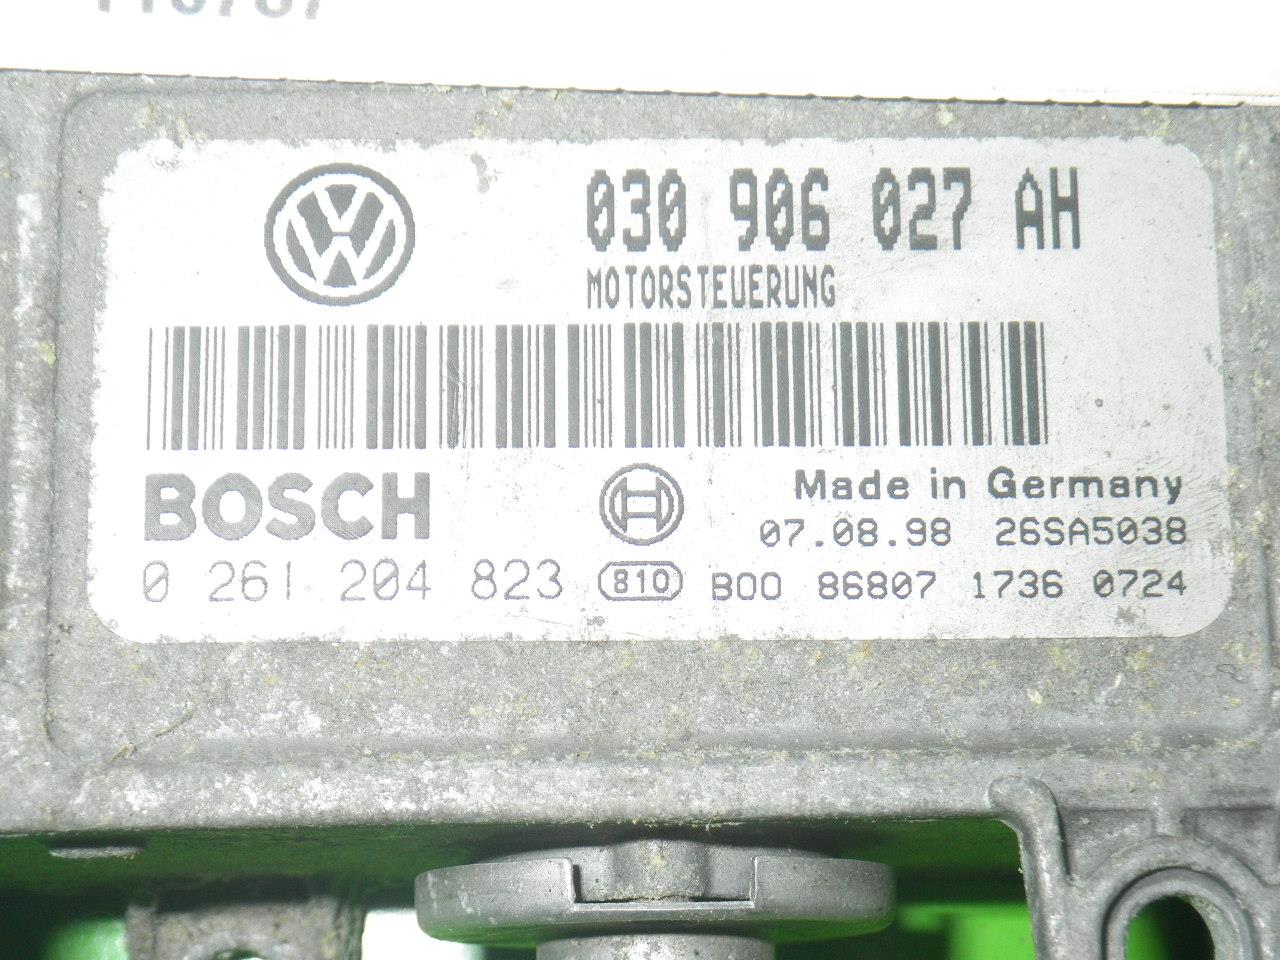 030 906 027 AH
MOTORSTEUERUNG
BOSCH
Made in Germany
07.08.98 26SA5038
0 261 204 823 810 B00 86807 1736 0724